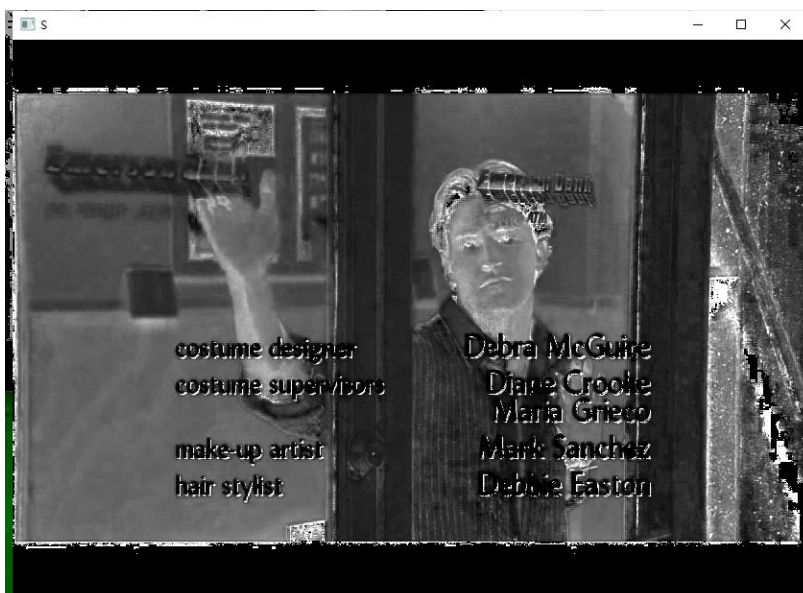 S
costume designer Debra McGuire
costume supervisors Diane Crooke
Maria Grieco
make-up artist Mark Sanchez
hair stylist Debbie Easton